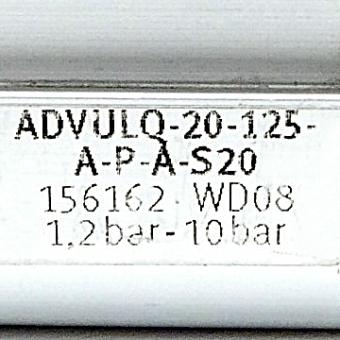 ADVULQ-20-125-
A-P-A-S20
156162 WD08
1,2 bar - 10 bar